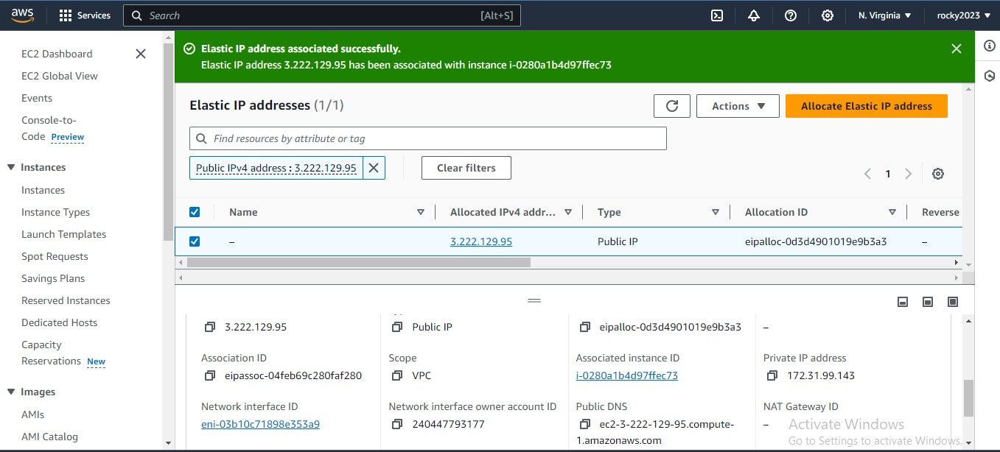 aws
Services
Search
[Alt+S]
N. Virginia
rocky2023
EC2 Dashboard
EC2 Global View
Events
Console-to-
Code Preview
Instances
Instances
Instance Types
Launch Templates
Spot Requests
Savings Plans
Reserved Instances
Dedicated Hosts
Capacity
Reservations New
Images
AMIs
AMI Catalog
Elastic IP address associated successfully.
Elastic IP address 3.222.129.95 has been associated with instance i-0280a1b4d97ffec73
Elastic IP addresses (1/1)
Actions
Allocate Elastic IP address
Find resources by attribute or tag
Public IPv4 address : 3.222.129.95
Clear filters
1
Name
Allocated IPv4 addr...
Type
Allocation ID
Reverse
–
3.222.129.95
Public IP
eipalloc-0d3d4901019e9b3a3
–
3.222.129.95
Public IP
eipalloc-0d3d4901019e9b3a3
–
Association ID
eipassoc-04feb69c280faf280
Scope
VPC
Associated instance ID
i-0280a1b4d97ffec73
Private IP address
172.31.99.143
Network interface ID
eni-03b10c71898e353a9
Network interface owner account ID
240447793177
Public DNS
ec2-3-222-129-95.compute-
1.amazonaws.com
NAT Gateway ID
–
Activate Windows
Go to Settings to activate Windows.